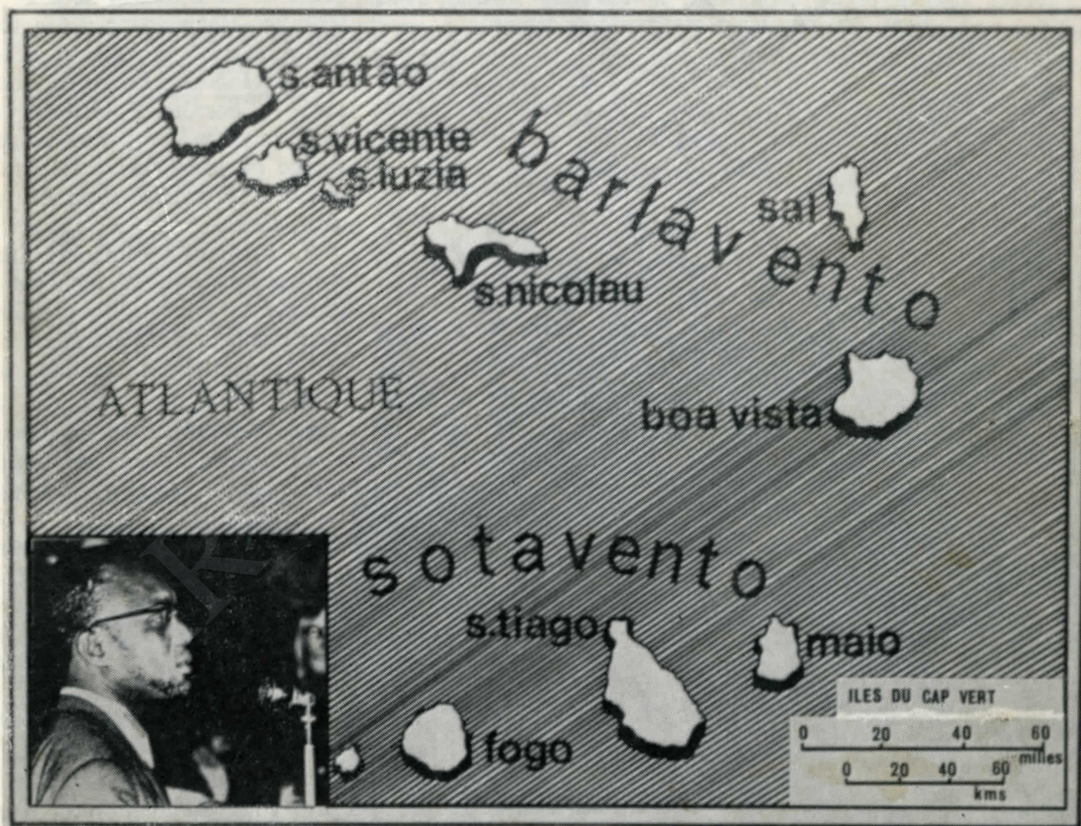 s.antão
s.vicente
s.luzia
barlavento
sal
s.nicolau
ATLANTIQUE
boa vista
sotavento
s.tiago
maio
fogo
ILES DU CAP VERT
0 20 40 60
milles
0 20 40 60
kms